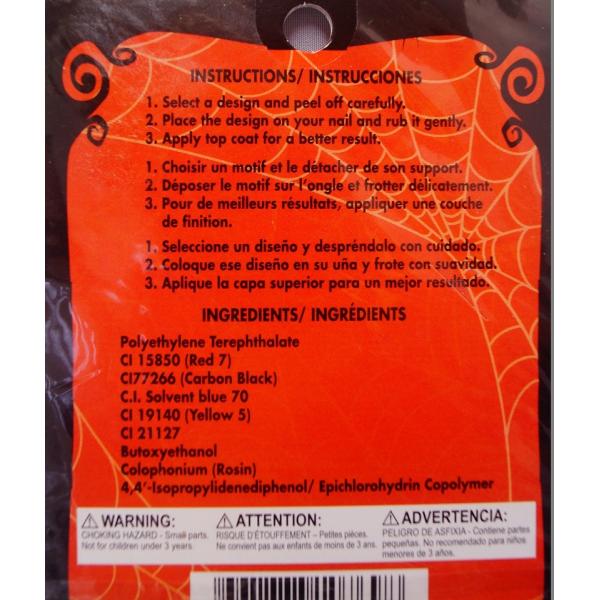 INSTRUCTIONS/ INSTRUCCIONES
1. Select a design and peel off carefully.
2. Place the design on your nail and rub it gently.
3. Apply top coat for a better result.
1. Choisir un motif et le détacher de son support.
2. Déposer le motif sur l'ongle et frotter délicatement.
3. Pour de meilleurs résultats, appliquer une couche
de finition.
1. Seleccione un diseño y despréndalo con cuidado.
2. Coloque ese diseño en su uña y frote con suavidad.
3. Aplique la capa superior para un mejor resultado.
INGREDIENTS/ INGRÉDIENTS
Polyethylene Terephthalate
CI 15850 (Red 7)
CI77266 (Carbon Black)
C.I. Solvent blue 70
CI 19140 (Yellow 5)
CI 21127
Butoxyethanol
Colophonium (Rosin)
4,4'-Isopropylidenediphenol/ Epichlorohydrin Copolymer
⚠WARNING:
CHOKING HAZARD - Small parts.
Not for children under 3 years.
⚠ATTENTION:
RISQUE D'ÉTOUFFEMENT – Petites pièces.
Ne convient pas aux enfants de moins de 3 ans.
⚠ADVERTENCIA:
PELIGRO DE ASFIXIA - Contiene partes
pequeñas. No recomendado para niños
menores de 3 años.